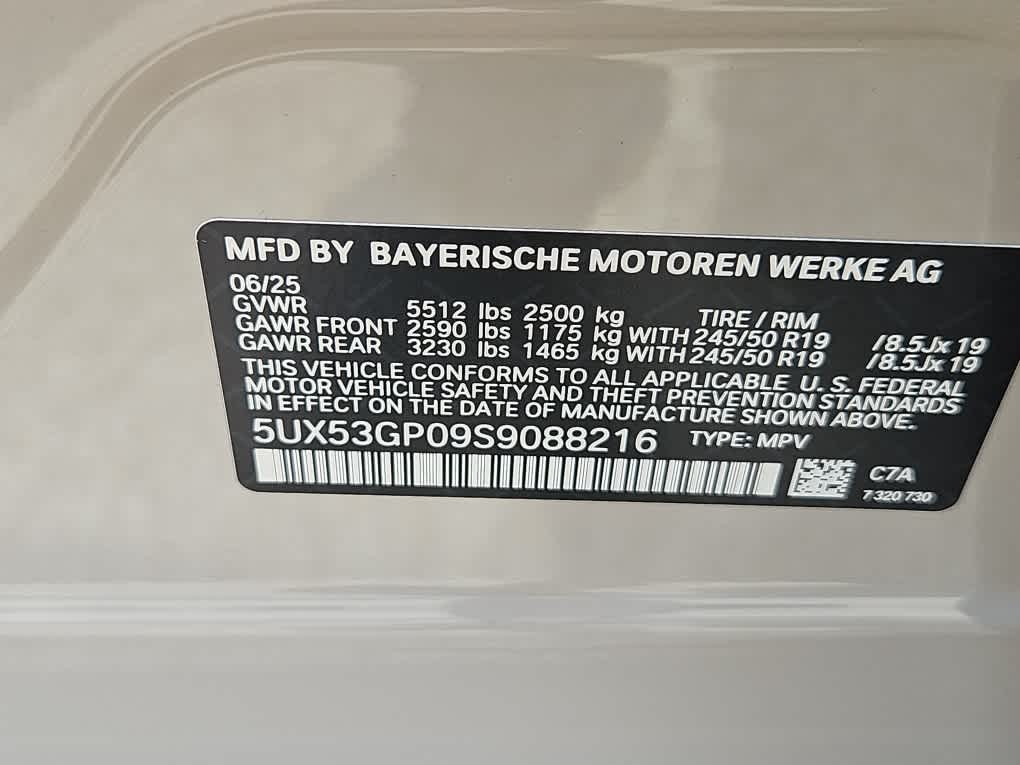 MFD BY BAYERISCHE MOTOREN WERKE AG
06/25
GVWR 5512 lbs 2500 kg TIRE / RIM
GAWR FRONT 2590 lbs 1175 kg WITH 245/50 R19 /8.5Jx 19
GAWR REAR 3230 lbs 1465 kg WITH 245/50 R19 /8.5Jx 19
THIS VEHICLE CONFORMS TO ALL APPLICABLE U. S. FEDERAL
MOTOR VEHICLE SAFETY AND THEFT PREVENTION STANDARDS
IN EFFECT ON THE DATE OF MANUFACTURE SHOWN ABOVE.
5UX53GP09S9088216 TYPE: MPV
C7A
7 320 730